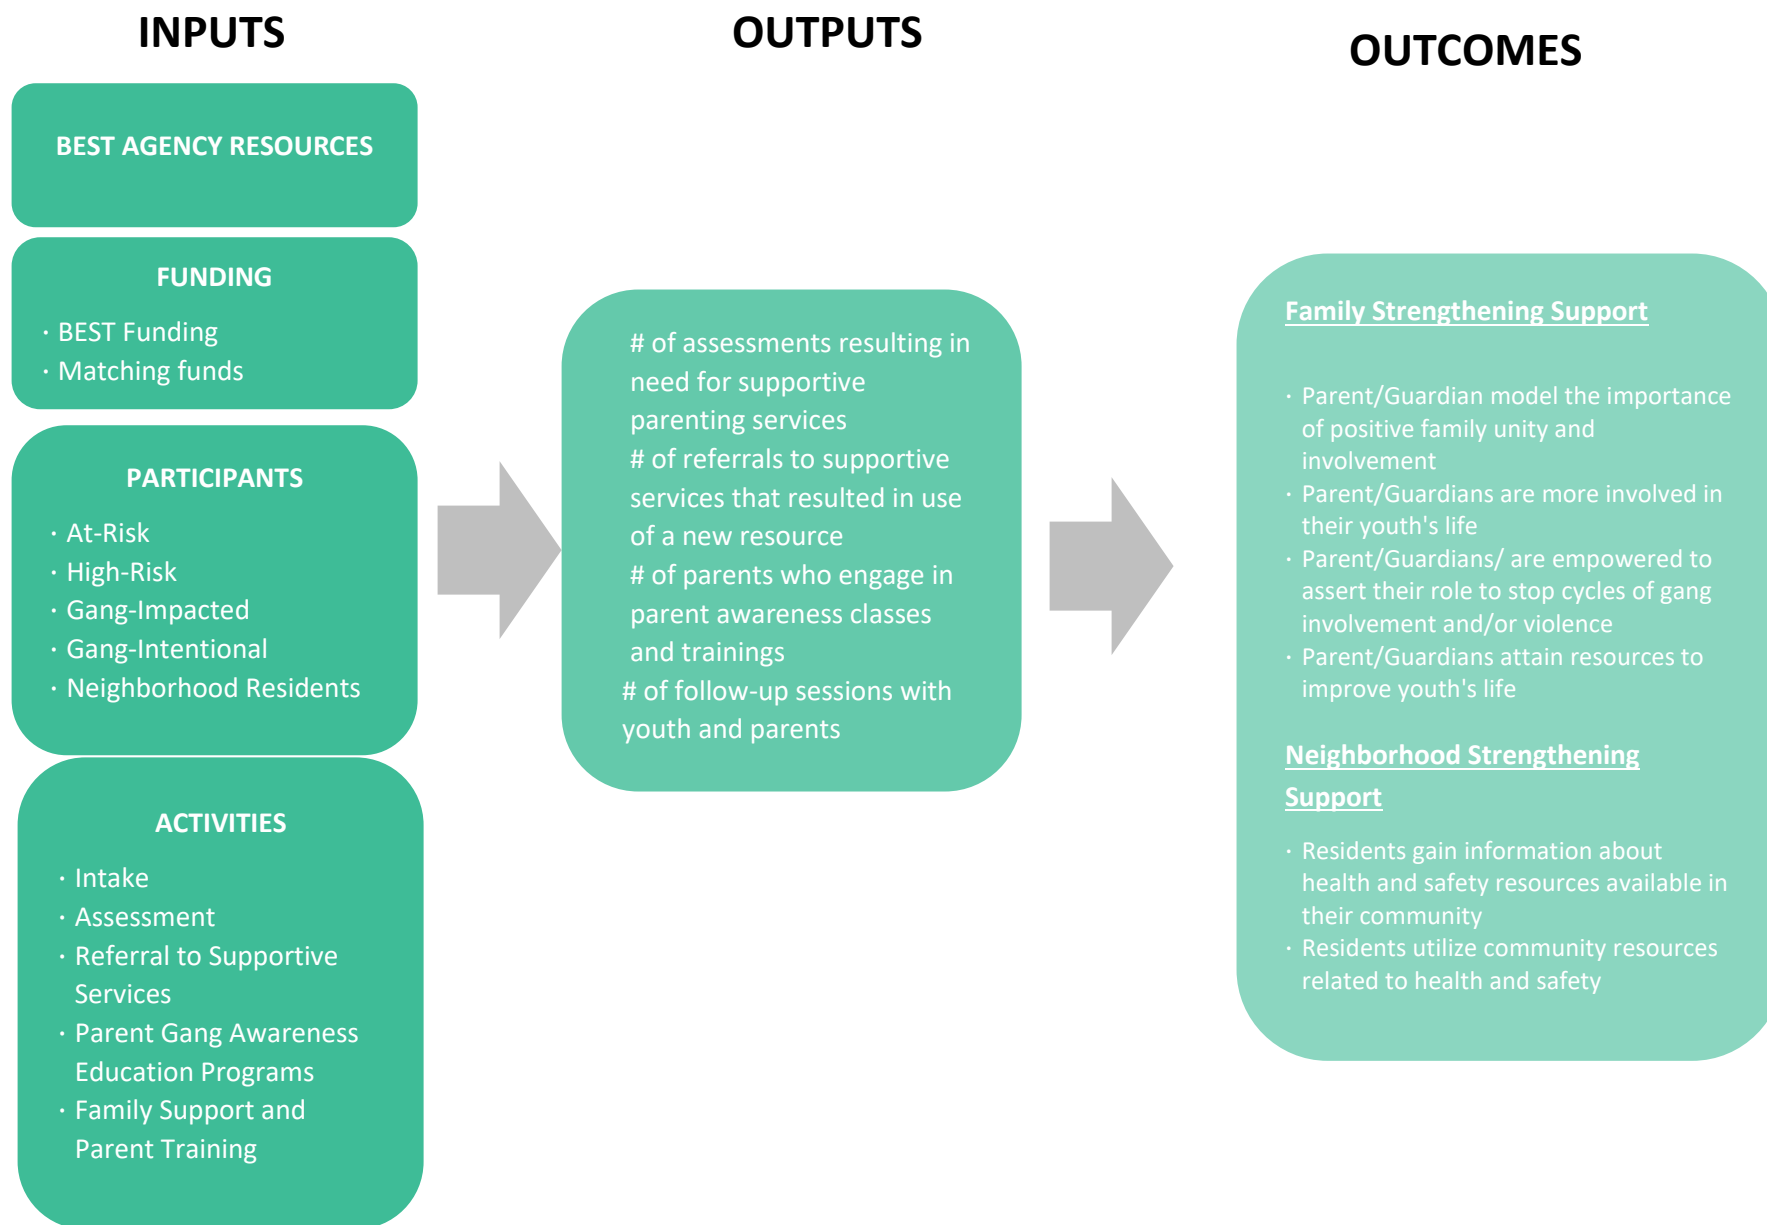 INPUTS
BEST AGENCY RESOURCES
FUNDING
· BEST Funding
· Matching funds
PARTICIPANTS
· At-Risk
· High-Risk
· Gang-Impacted
· Gang-Intentional
· Neighborhood Residents
ACTIVITIES
· Intake
· Assessment
· Referral to Supportive
Services
· Parent Gang Awareness
Education Programs
· Family Support and
Parent Training
OUTPUTS
# of assessments resulting in
need for supportive
parenting services
# of referrals to supportive
services that resulted in use
of a new resource
# of parents who engage in
parent awareness classes
and trainings
# of follow-up sessions with
youth and parents
OUTCOMES
Family Strengthening Support
· Parent/Guardian model the importance
of positive family unity and
involvement
· Parent/Guardians are more involved in
their youth's life
· Parent/Guardians/ are empowered to
assert their role to stop cycles of gang
involvement and/or violence
· Parent/Guardians attain resources to
improve youth's life
Neighborhood Strengthening
Support
· Residents gain information about
health and safety resources available in
their community
· Residents utilize community resources
related to health and safety